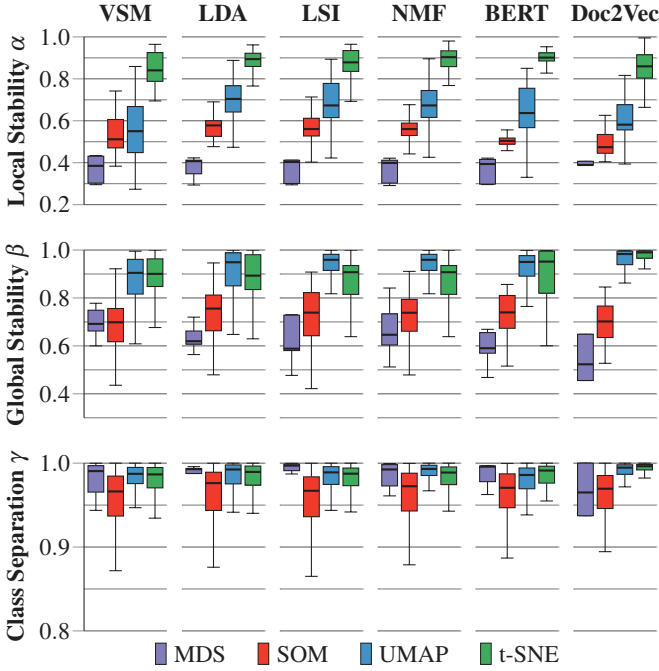 VSM LDA LSI NMF BERT Doc2Vec
Local Stability α
1.0
0.8
0.6
0.4
0.2
Global Stability β
1.0
0.8
0.6
0.4
Class Separation γ
1.0
0.9
0.8
MDS SOM UMAP t-SNE